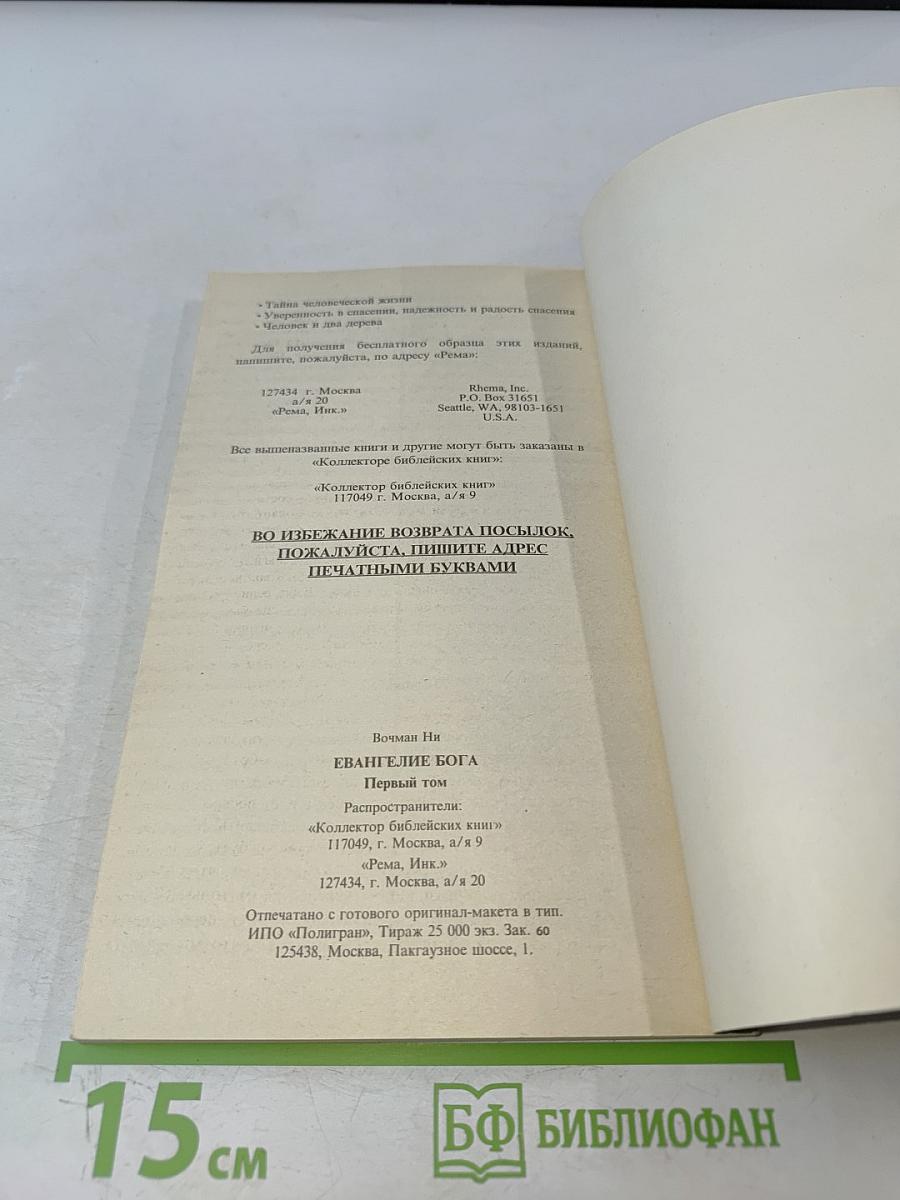 • Тайна человеческой жизни
• Уверенность в спасении, надежность и радость спасения
• Человек и два дерева
Для получения бесплатного образца этих изданий,
напишите, пожалуйста, по адресу «Рема»:
127434 г. Москва
а/я 20
«Рема, Инк.»
Rhema, Inc.
P.O. Box 31651
Seattle, WA, 98103-1651
U.S.A.
Все вышеназванные книги и другие могут быть заказаны в
«Коллекторе библейских книг»:
«Коллектор библейских книг»
117049 г. Москва, а/я 9
ВО ИЗБЕЖАНИЕ ВОЗВРАТА ПОСЫЛОК,
ПОЖАЛУЙСТА, ПИШИТЕ АДРЕС
ПЕЧАТНЫМИ БУКВАМИ
Вочман Ни
ЕВАНГЕЛИЕ БОГА
Первый том
Распространители:
«Коллектор библейских книг»
117049, г. Москва, а/я 9
«Рема, Инк.»
127434, г. Москва, а/я 20
Отпечатано с готового оригинал-макета в тип.
ИПО «Полигран», Тираж 25 000 экз. Зак. 60
125438, Москва, Пакгаузное шоссе, 1.
15 см
БФ БИБЛИОФАН